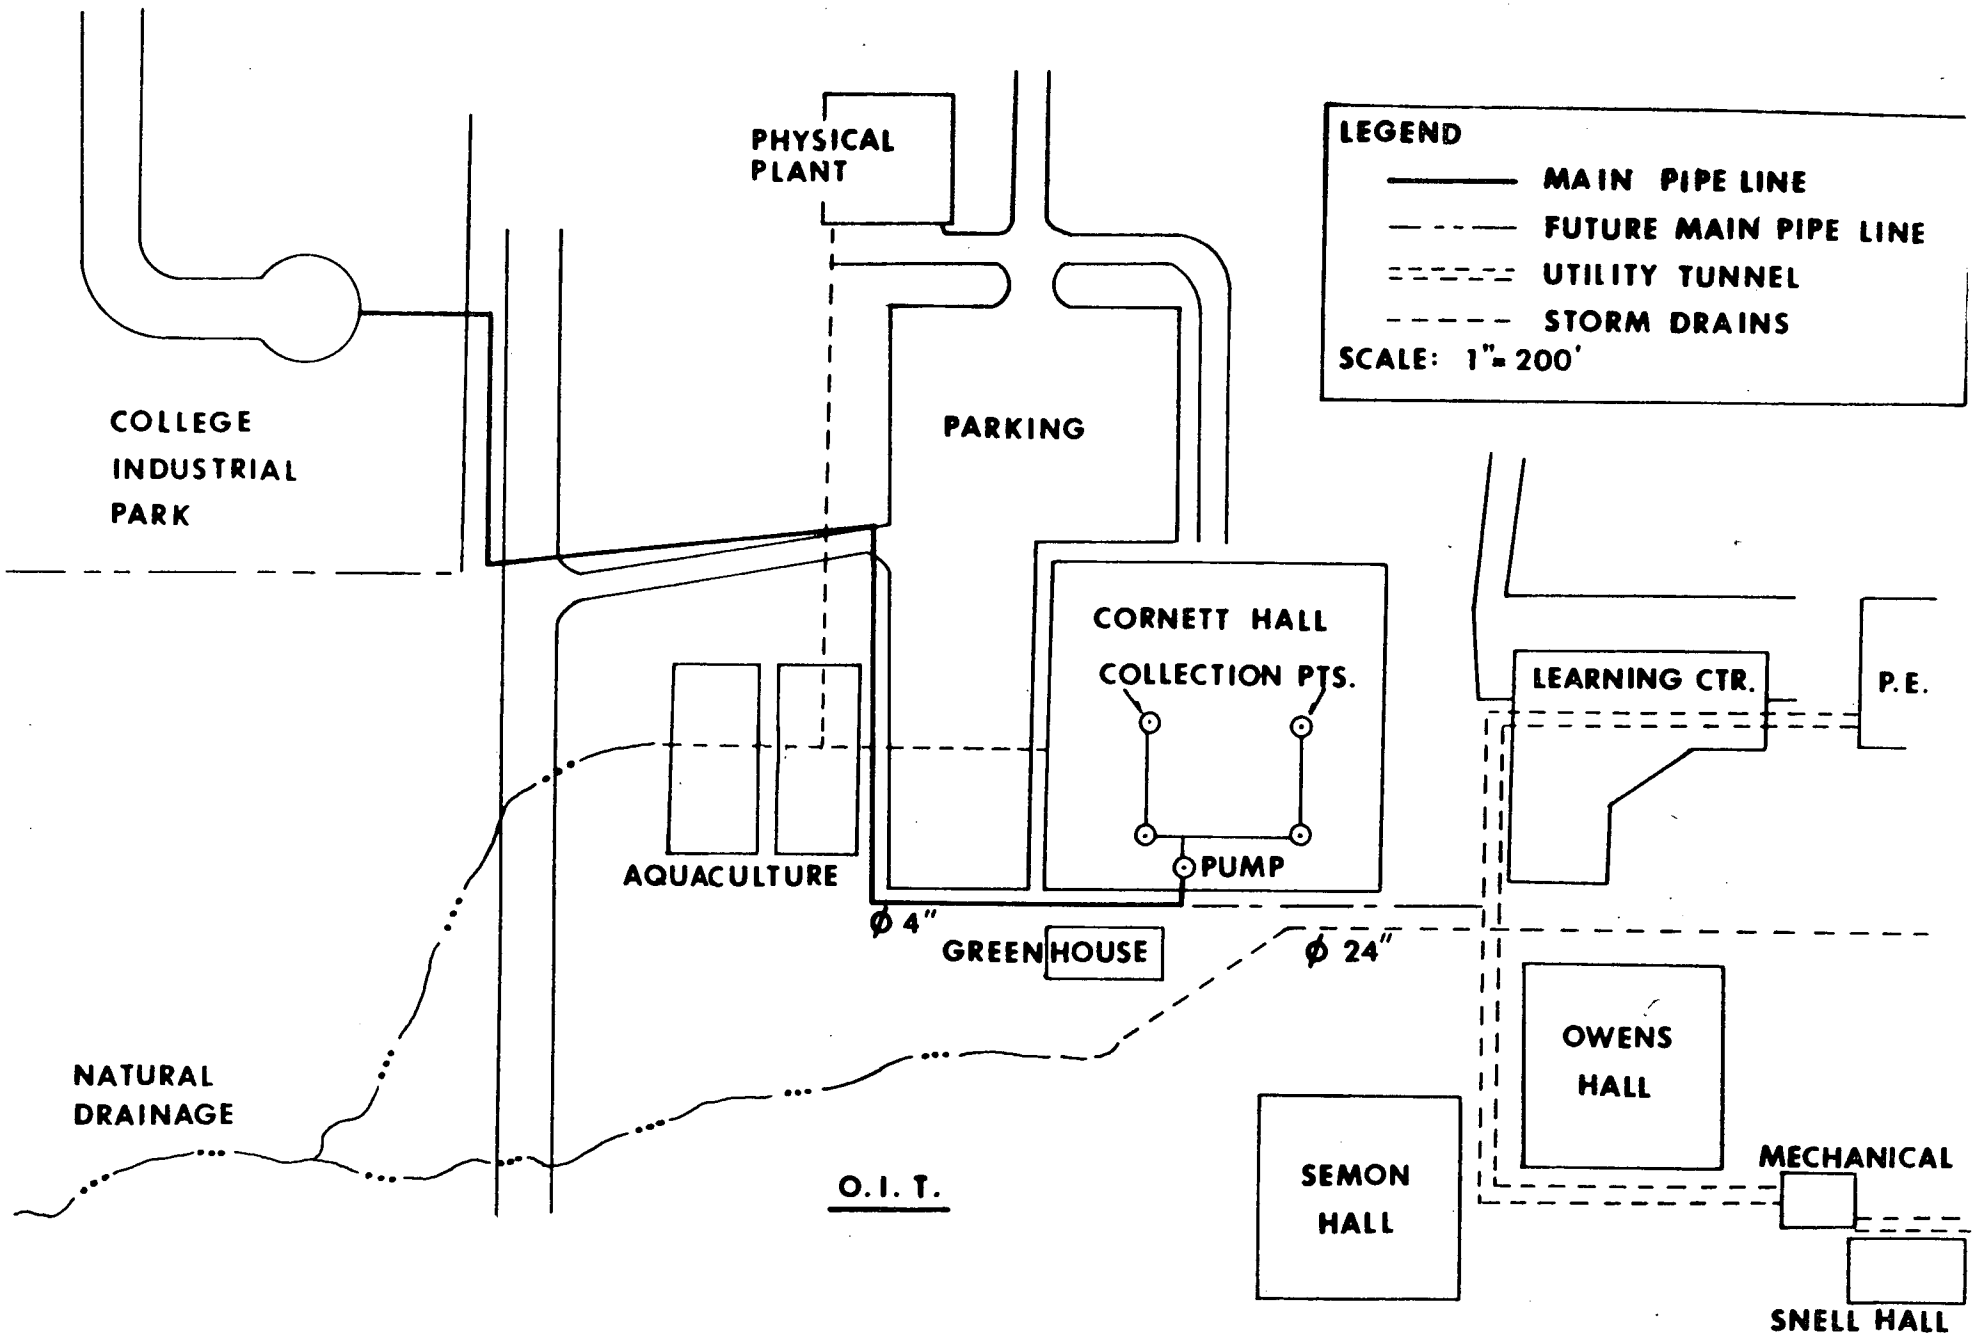 PHYSICAL
PLANT
LEGEND
MAIN PIPE LINE
FUTURE MAIN PIPE LINE
UTILITY TUNNEL
STORM DRAINS
SCALE: 1"= 200'
COLLEGE
INDUSTRIAL
PARK
PARKING
CORNETT HALL
COLLECTION PTS.
PUMP
LEARNING CTR.
P.E.
AQUACULTURE
φ 4"
GREENHOUSE
φ 24"
OWENS
HALL
NATURAL
DRAINAGE
O.I.T.
SEMON
HALL
MECHANICAL
SNELL HALL